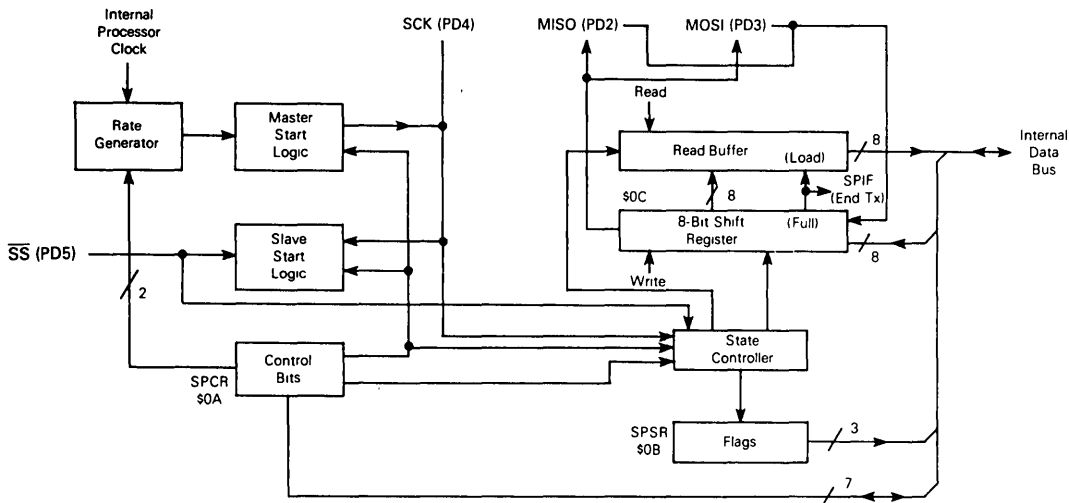 Internal
Processor
Clock
SCK (PD4)
MISO (PD2)
MOSI (PD3)
Read
Rate
Generator
Master
Start
Logic
Read Buffer
(Load)
8
Internal
Data
Bus
$0C
8
SPIF
(End Tx)
8-Bit Shift
Register
(Full)
8
SS (PD5)
Slave
Start
Logic
2
Write
State
Controller
SPCR
$0A
Control
Bits
SPSR
$0B
Flags
3
7